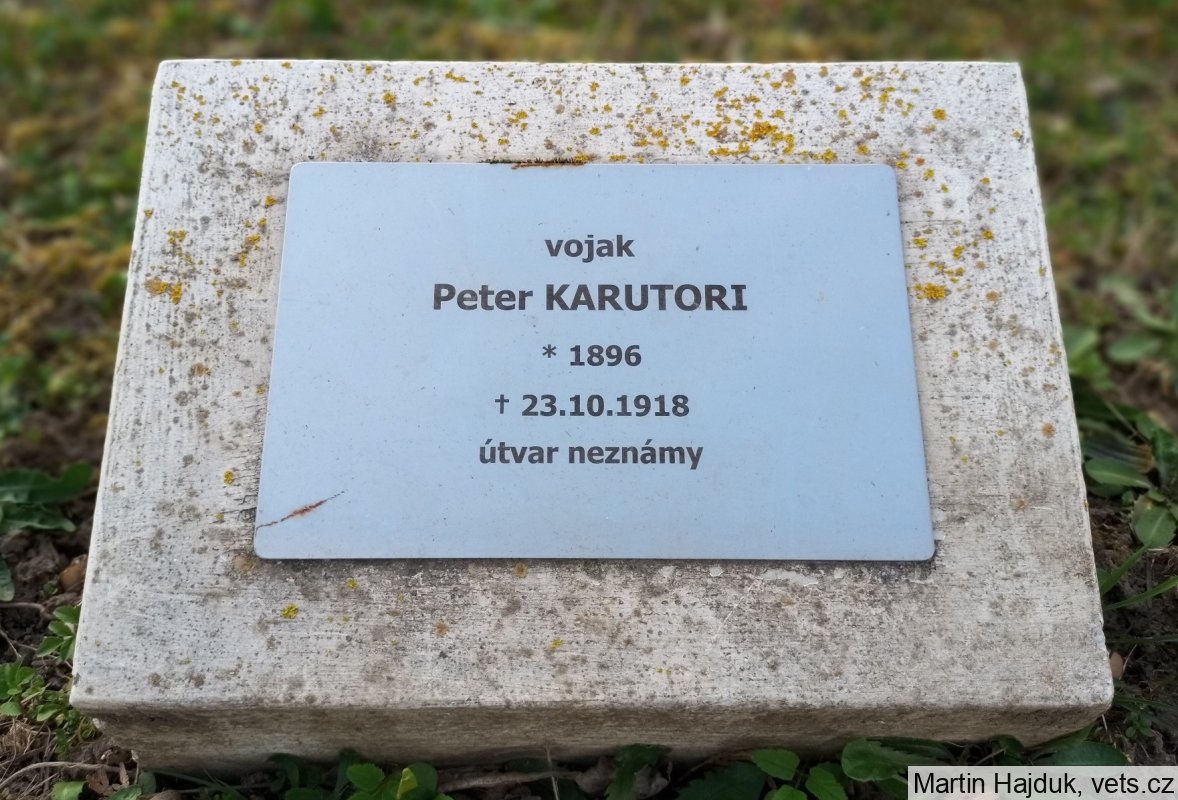 vojak
Peter KARUTORI
* 1896
† 23.10.1918
útvar neznámy
Martin Hajduk, vets.cz